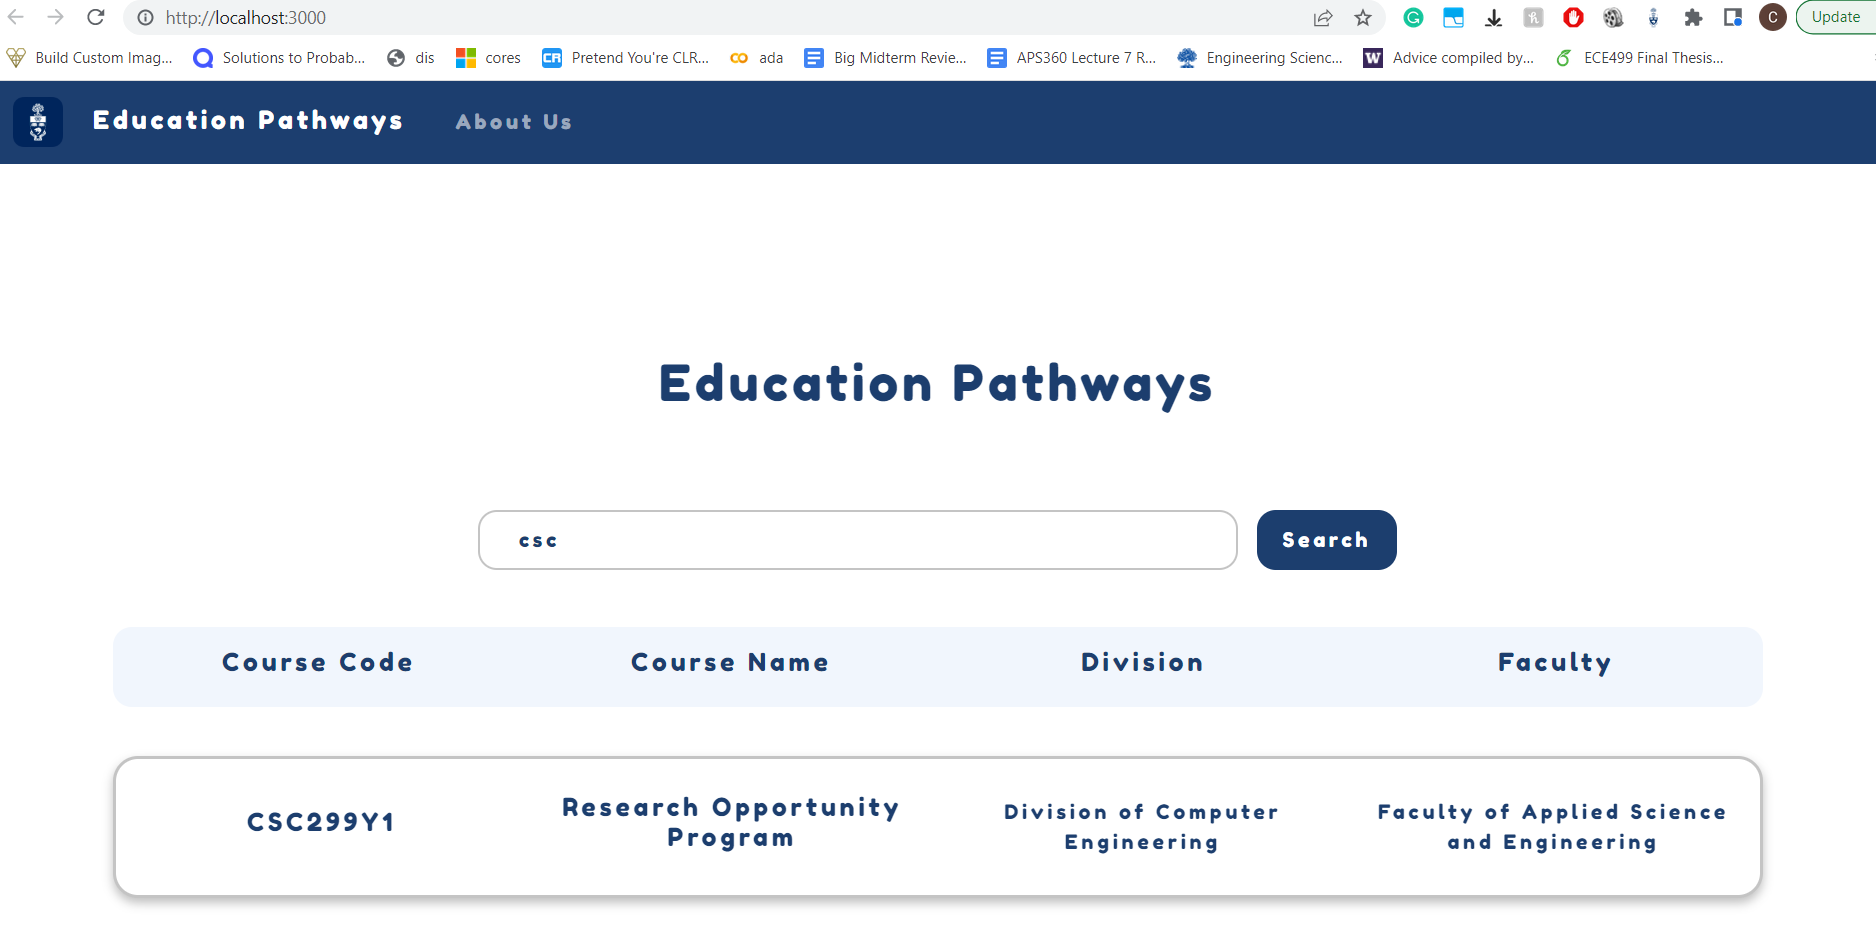 http://localhost:3000
C
Update
Build Custom Imag...
Solutions to Probab...
dis
cores
CR
Pretend You're CLR...
CO
ada
Big Midterm Revie...
APS360 Lecture 7 R...
Engineering Scienc...
W
Advice compiled by...
ECE499 Final Thesis...
Education Pathways
About Us
Education Pathways
csc
Search
Course Code
Course Name
Division
Faculty
CSC299Y1
Research Opportunity
Program
Division of Computer
Engineering
Faculty of Applied Science
and Engineering